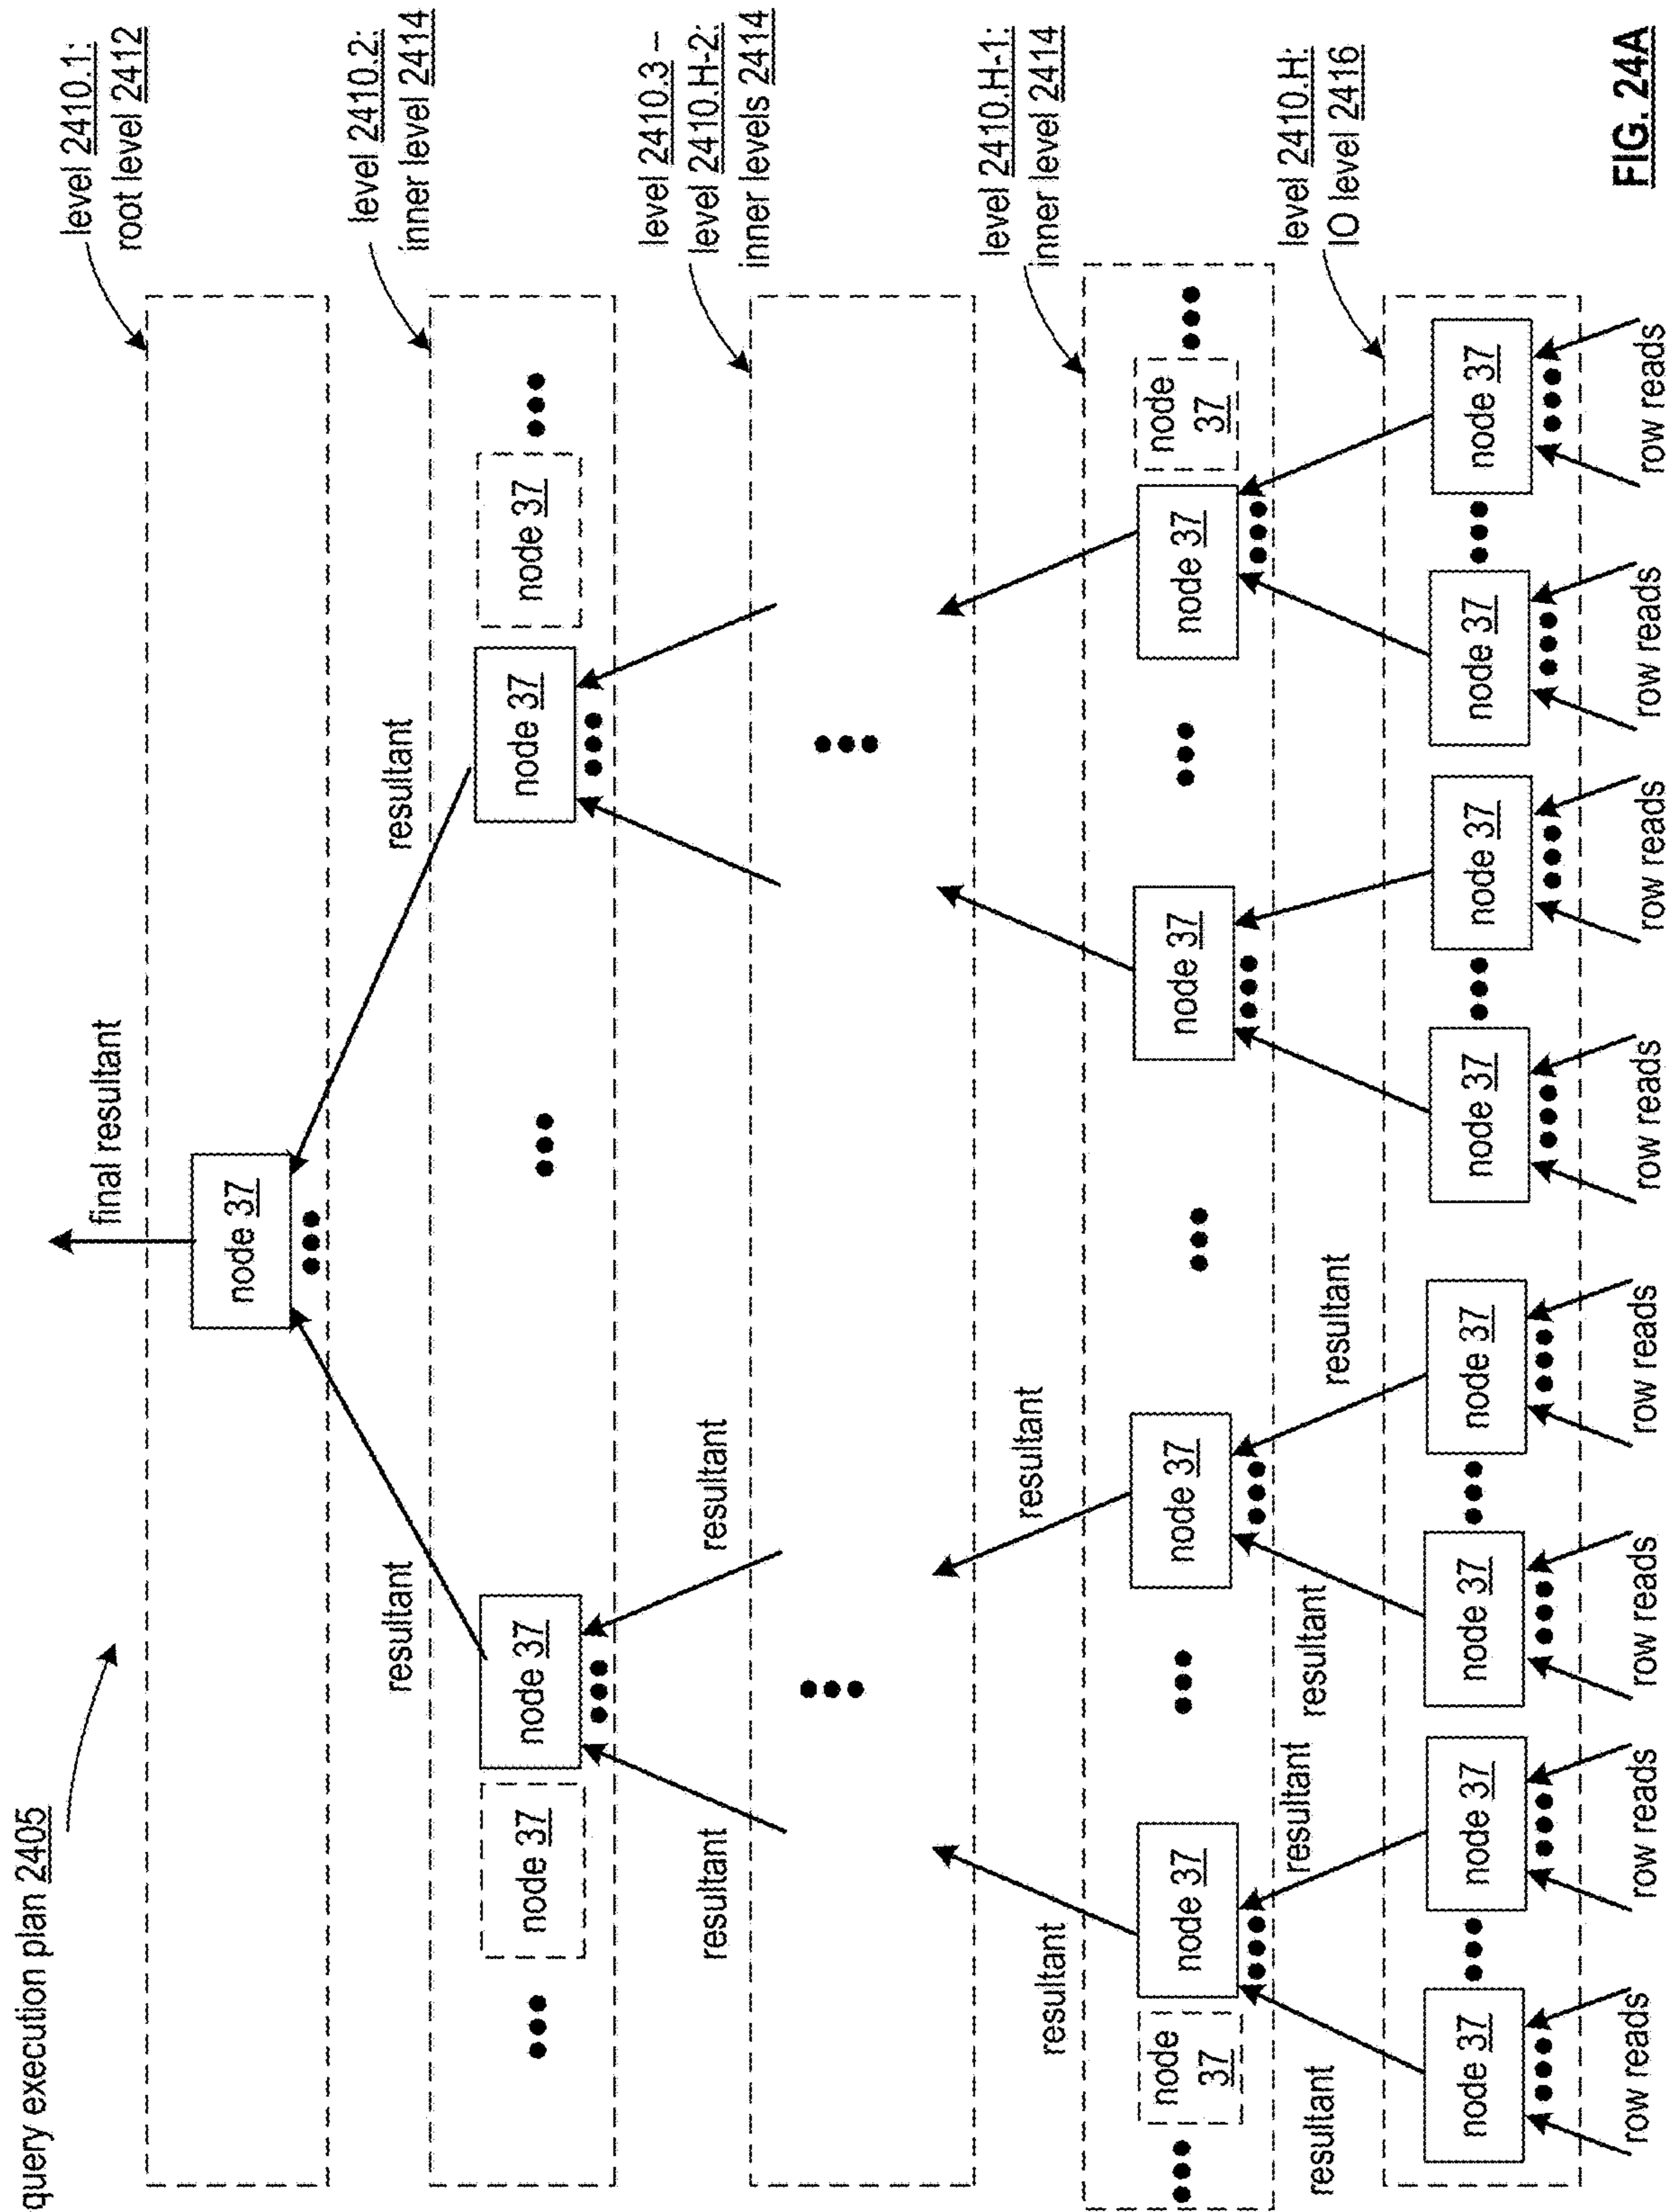 query execution plan 2405
final resultant
level 2410.1:
root level 2412
node 37
resultant
resultant
level 2410.2:
inner level 2414
node 37
node 37
node 37
node 37
resultant
resultant
level 2410.3 –
level 2410.H-2:
inner levels 2414
resultant
resultant
level 2410.H-1:
inner level 2414
node
37
node 37
node 37
node 37
node 37
node
37
resultant
resultant
resultant
resultant
level 2410.H:
IO level 2416
node 37
node 37
node 37
node 37
node 37
node 37
node 37
node 37
row reads
row reads
row reads
row reads
row reads
row reads
row reads
row reads
FIG. 24A